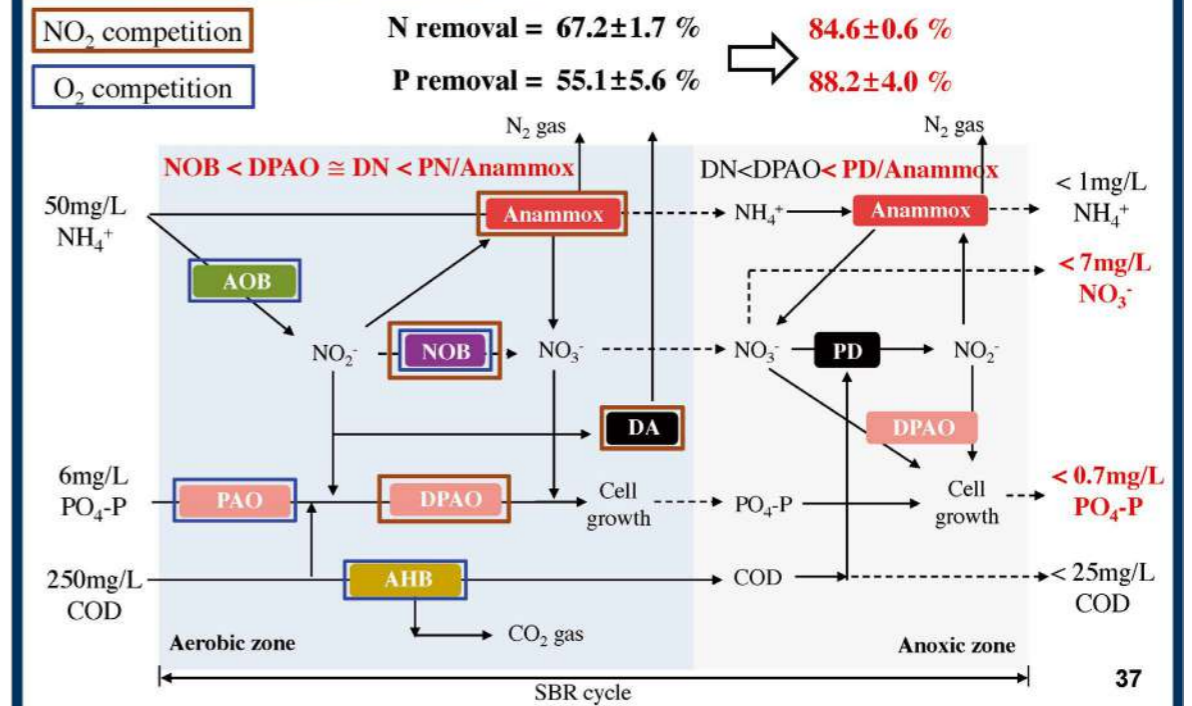 NO₂ competition
O₂ competition
N removal = 67.2±1.7 %
84.6±0.6 %
P removal = 55.1±5.6 %
88.2±4.0 %
N₂ gas
N₂ gas
NOB < DPAO ≅ DN < PN/Anammox
DN<DPAO< PD/Anammox
50mg/L
NH₄⁺
Anammox
NH₄⁺
Anammox
< 1mg/L
NH₄⁺
AOB
< 7mg/L
NO₃⁻
NO₂⁻
NOB
NO₃⁻
NO₃⁻
PD
NO₂⁻
DA
DPAO
6mg/L
PO₄-P
PAO
DPAO
Cell
growth
PO₄-P
Cell
growth
< 0.7mg/L
PO₄-P
250mg/L
COD
AHB
COD
< 25mg/L
COD
CO₂ gas
Aerobic zone
Anoxic zone
SBR cycle
37